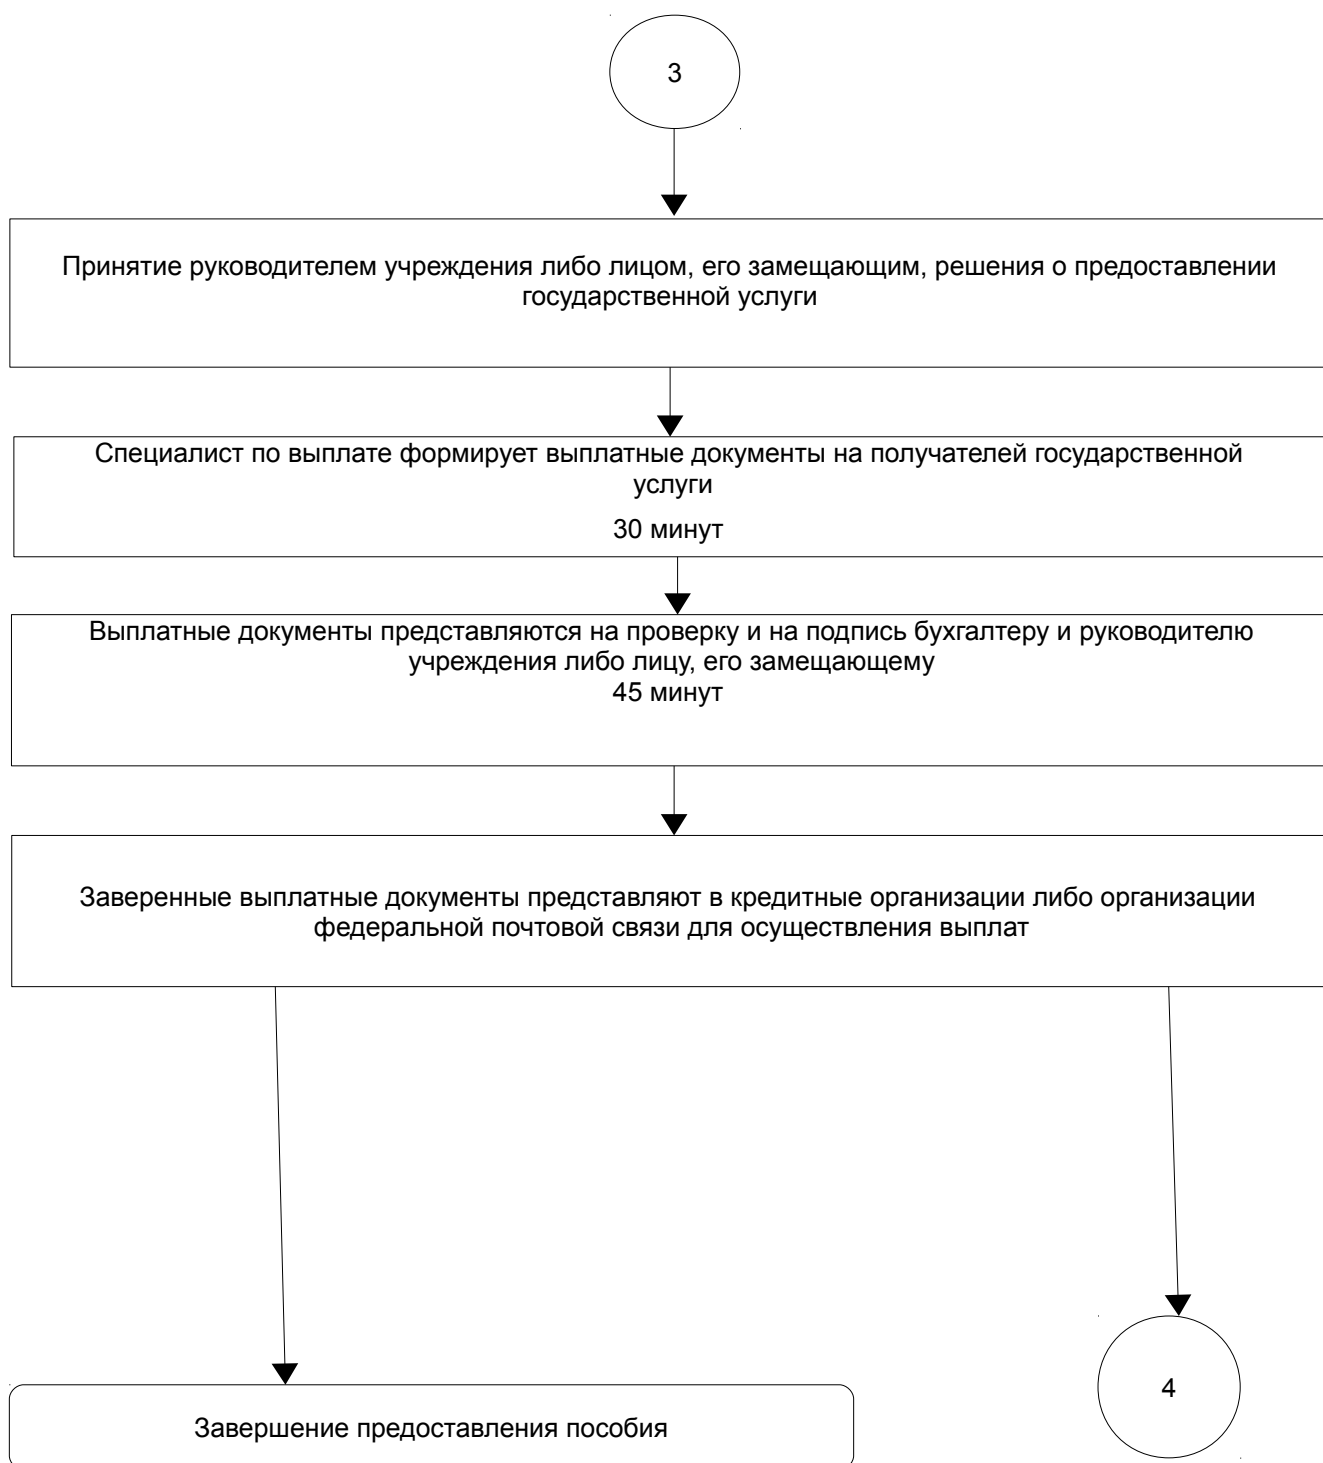 3
Принятие руководителем учреждения либо лицом, его замещающим, решения о предоставлении
государственной услуги
Специалист по выплате формирует выплатные документы на получателей государственной
услуги
30 минут
Выплатные документы представляются на проверку и на подпись бухгалтеру и руководителю
учреждения либо лицу, его замещающему
45 минут
Заверенные выплатные документы представляют в кредитные организации либо организации
федеральной почтовой связи для осуществления выплат
4
Завершение предоставления пособия